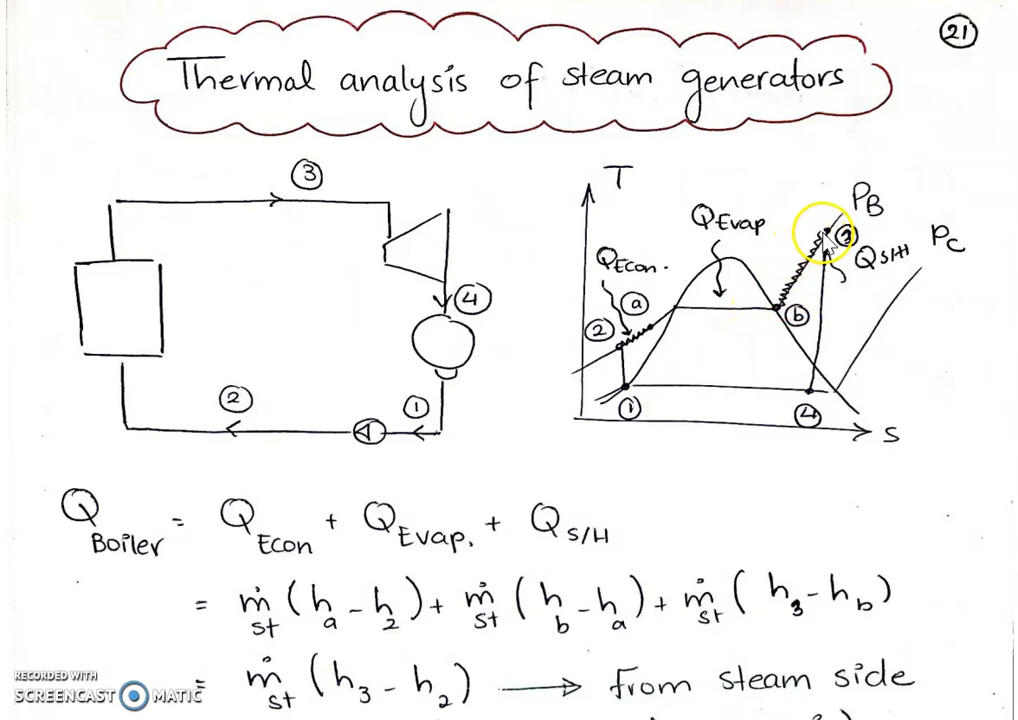 21
Thermal analysis of steam generators
3
4
2
1
T
PB
QEvap
3
QS/H
PC
QEcon.
a
2
b
1
4
S
QBoiler = QEcon + QEvap. + QS/H
= ṁst (ha - h2) + ṁst (hb - ha) + ṁst (h3 - hb)
= ṁst (h3 - h2) → from steam side
RECORDED WITH
SCREENCAST MATIC